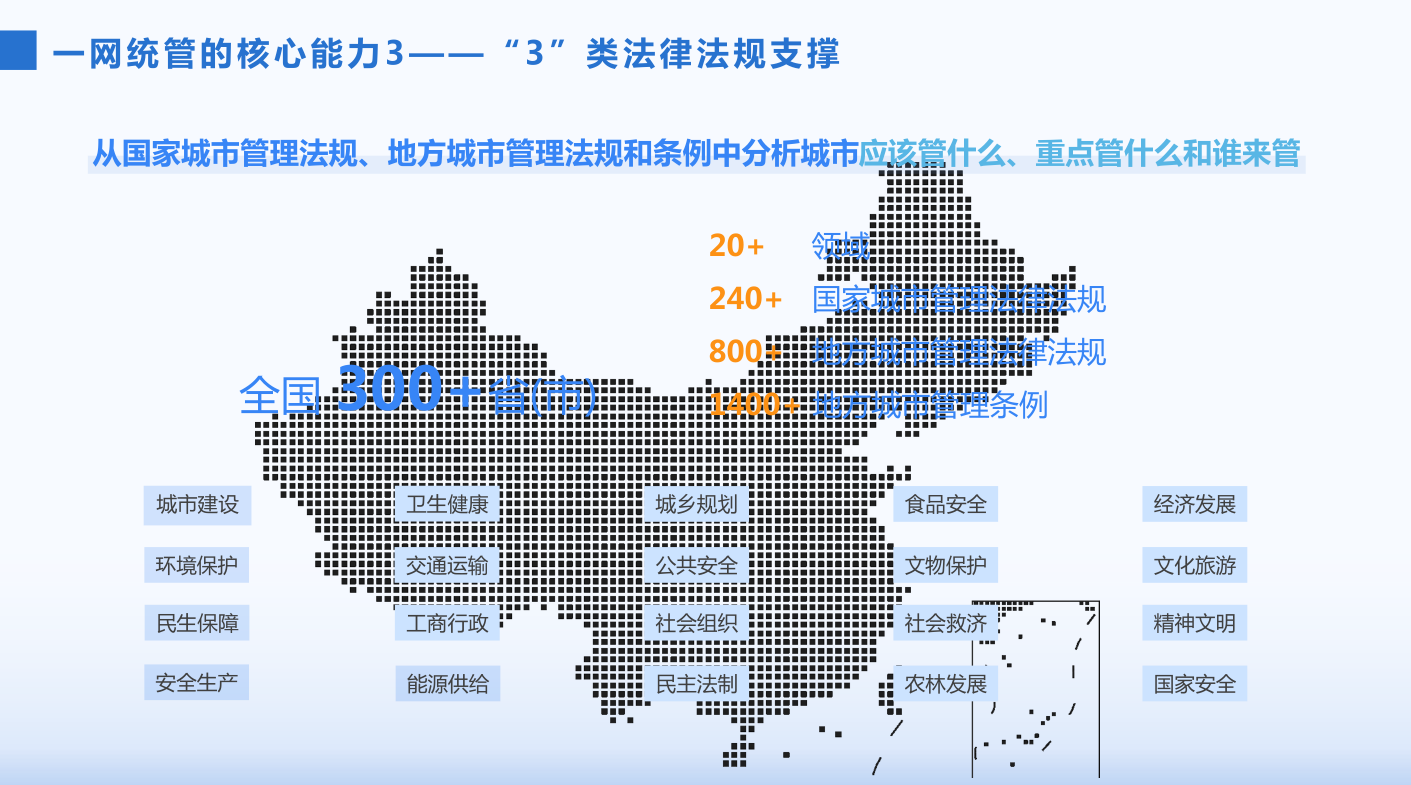 一网统管的核心能力3——“3”类法律法规支撑
从国家城市管理法规、地方城市管理法规和条例中分析城市应该管什么、重点管什么和谁来管
20+ 领域
240+ 国家城市管理法律法规
800+ 地方城市管理法律法规
全国 300+省(市)
1400+ 地方城市管理条例
城市建设 卫生健康 城乡规划 食品安全 经济发展
环境保护 交通运输 公共安全 文物保护 文化旅游
民生保障 工商行政 社会组织 社会救济 精神文明
安全生产 能源供给 民主法制 农林发展 国家安全